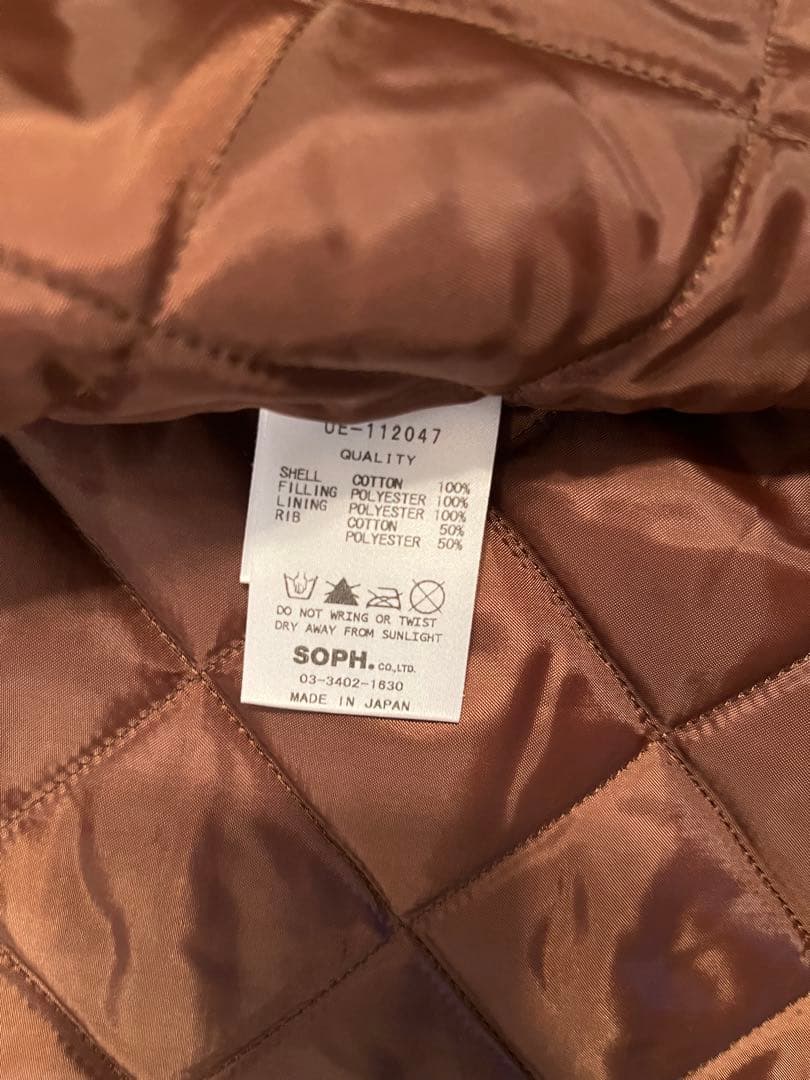 UE-112047
QUALITY
SHELL COTTON 100%
FILLING POLYESTER 100%
LINING POLYESTER 100%
RIB COTTON 50%
POLYESTER 50%
DO NOT WRING OR TWIST
DRY AWAY FROM SUNLIGHT
SOPH. CO.,LTD.
03-3402-1630
MADE IN JAPAN